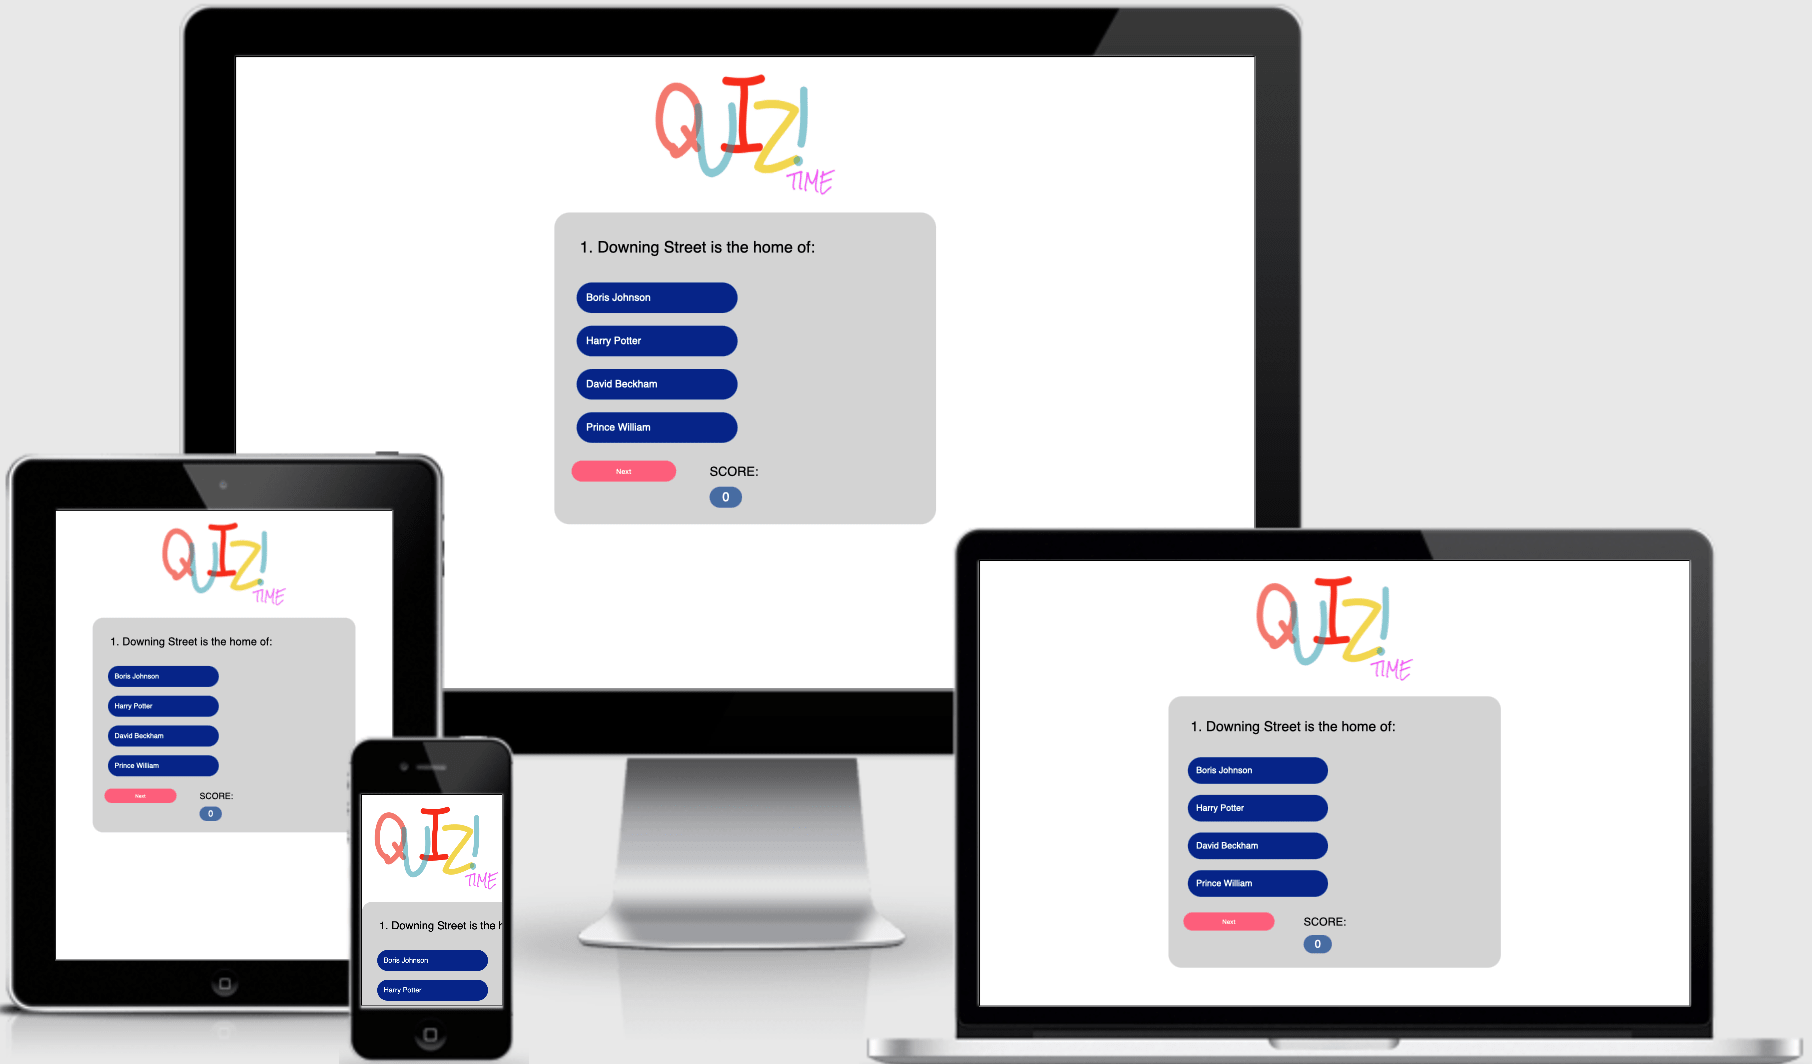 QUIZ!
TIME
1. Downing Street is the home of:
Boris Johnson
Harry Potter
David Beckham
Prince William
Next
SCORE:
0
QUIZ!
TIME
1. Downing Street is the home of:
Boris Johnson
Harry Potter
David Beckham
Prince William
Next
SCORE:
0
QUIZ!
TIME
1. Downing Street is the h
Boris Johnson
Harry Potter
QUIZ!
TIME
1. Downing Street is the home of:
Boris Johnson
Harry Potter
David Beckham
Prince William
Next
SCORE:
0